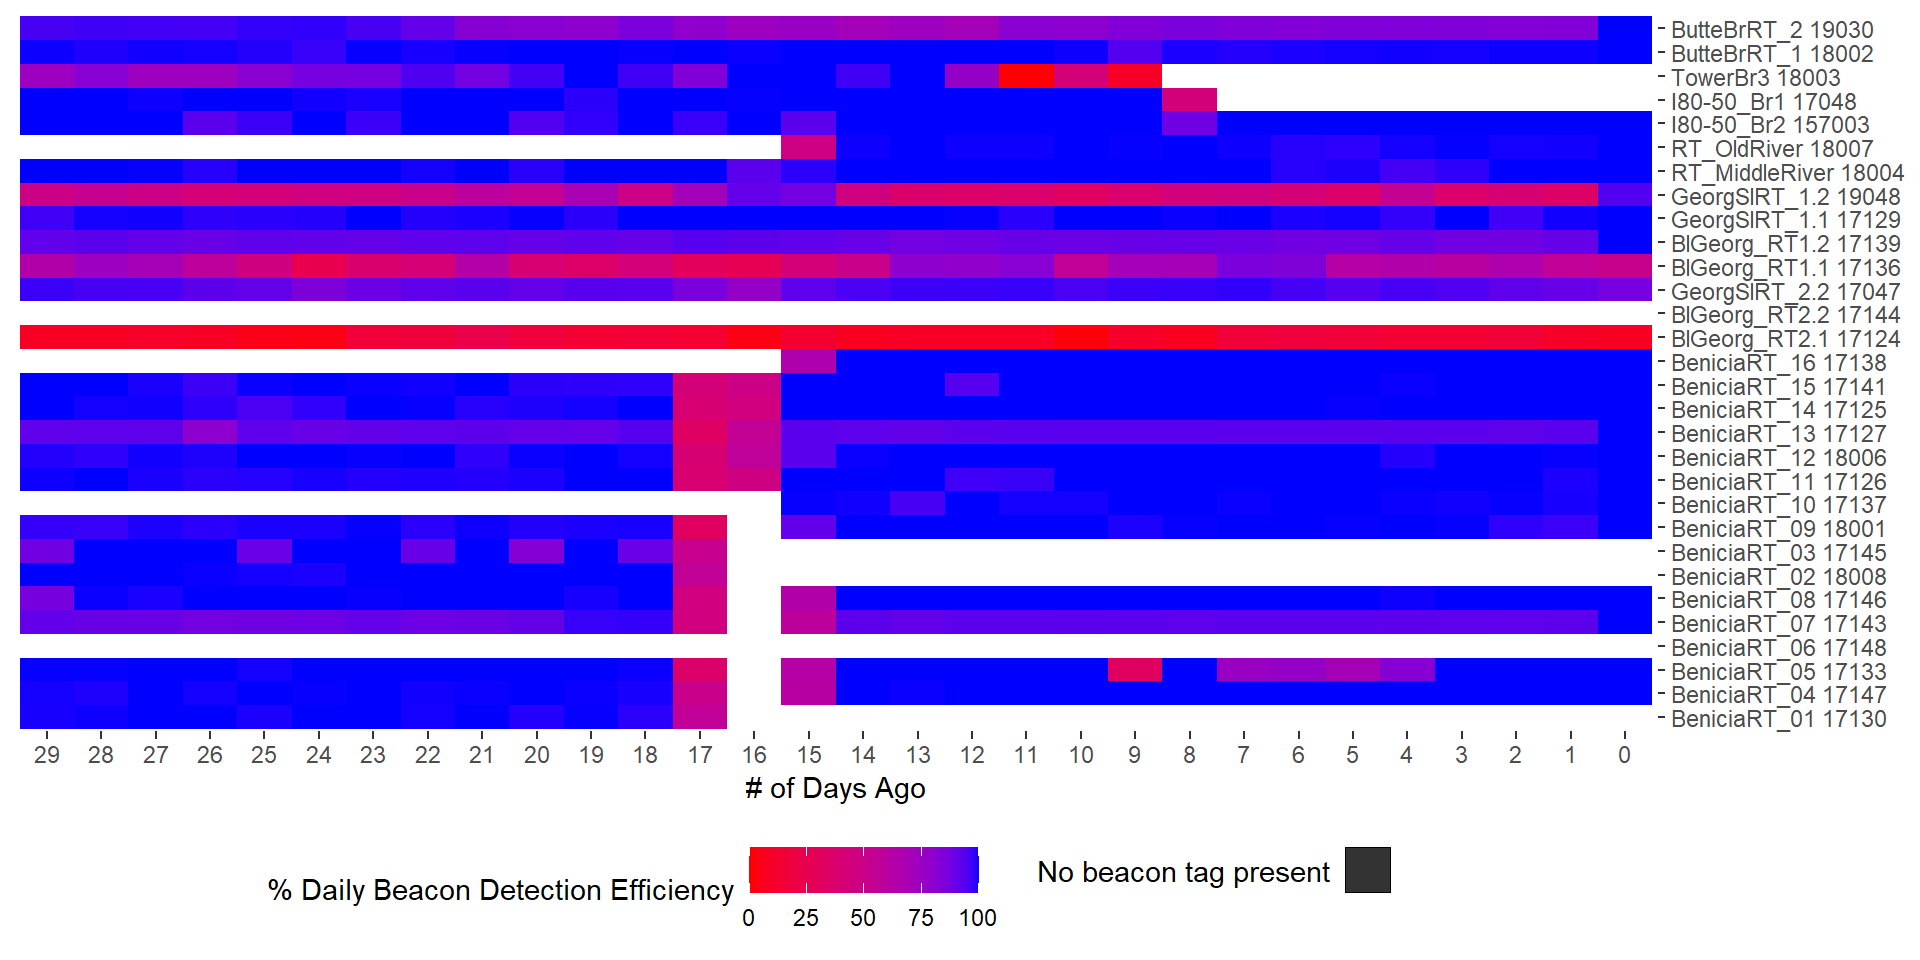 ButteBrRT_2 19030
ButteBrRT_1 18002
TowerBr3 18003
I80-50_Br1 17048
I80-50_Br2 157003
RT_OldRiver 18007
RT_MiddleRiver 18004
GeorgSlRT_1.2 19048
GeorgSlRT_1.1 17129
BlGeorg_RT1.2 17139
BlGeorg_RT1.1 17136
GeorgSlRT_2.2 17047
BlGeorg_RT2.2 17144
BlGeorg_RT2.1 17124
BeniciaRT_16 17138
BeniciaRT_15 17141
BeniciaRT_14 17125
BeniciaRT_13 17127
BeniciaRT_12 18006
BeniciaRT_11 17126
BeniciaRT_10 17137
BeniciaRT_09 18001
BeniciaRT_03 17145
BeniciaRT_02 18008
BeniciaRT_08 17146
BeniciaRT_07 17143
BeniciaRT_06 17148
BeniciaRT_05 17133
BeniciaRT_04 17147
BeniciaRT_01 17130
29 28 27 26 25 24 23 22 21 20 19 18 17 16 15 14 13 12 11 10 9 8 7 6 5 4 3 2 1 0
# of Days Ago
% Daily Beacon Detection Efficiency
0 25 50 75 100
No beacon tag present